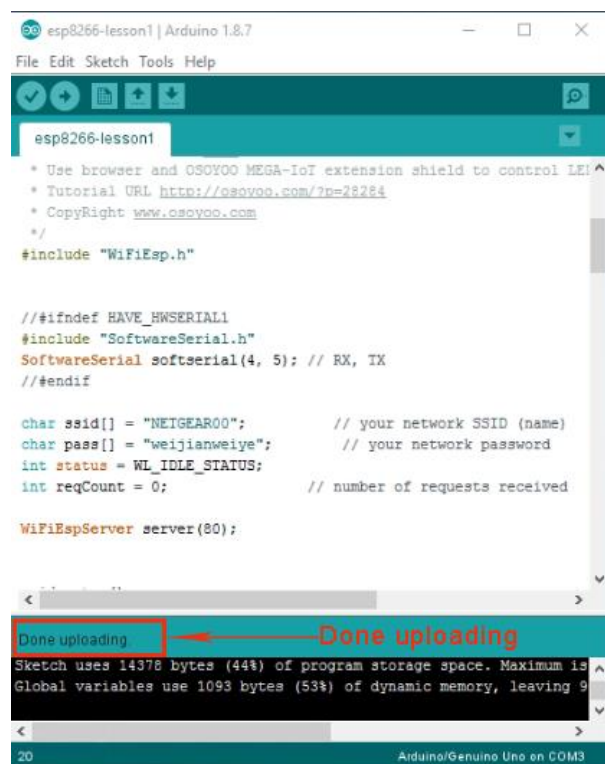 esp8266-lesson1 | Arduino 1.8.7
File Edit Sketch Tools Help
esp8266-lesson1
* Use browser and OSOYOO MEGA-IoT extension shield to control LE
* Tutorial URL http://osoyoo.com/?p=28284
* CopyRight www.osoyoo.com
*/
#include "WiFiEsp.h"
//#ifndef HAVE_HWSERIAL1
#include "SoftwareSerial.h"
SoftwareSerial softserial(4, 5); // RX, TX
//#endif
char ssid[] = "NETGEAR00"; // your network SSID (name)
char pass[] = "weijianweiye"; // your network password
int status = WL_IDLE_STATUS;
int reqCount = 0; // number of requests received
WiFiEspServer server(80);
Done uploading. Done uploading
Sketch uses 14378 bytes (44%) of program storage space. Maximum is
Global variables use 1093 bytes (53%) of dynamic memory, leaving 9
20 Arduino/Genuino Uno on COM3